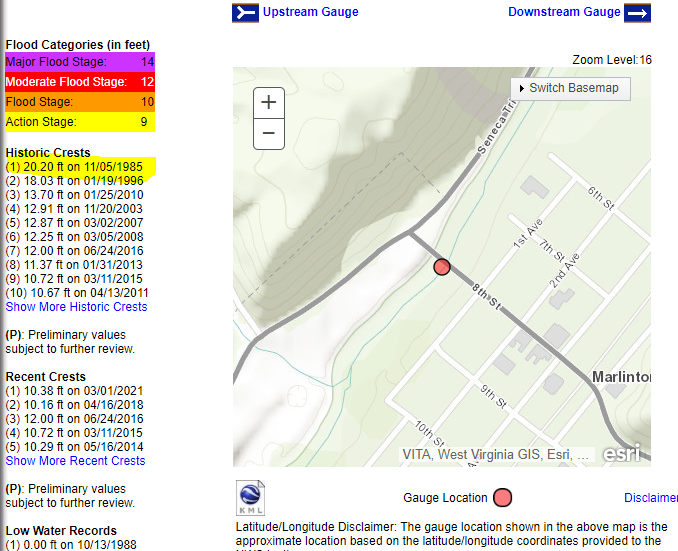 Upstream Gauge
Downstream Gauge
Flood Categories (in feet)
Major Flood Stage: 14
Moderate Flood Stage: 12
Flood Stage: 10
Action Stage: 9
Historic Crests
(1) 20.20 ft on 11/05/1985
(2) 18.03 ft on 01/19/1996
(3) 13.70 ft on 01/25/2010
(4) 12.91 ft on 11/20/2003
(5) 12.87 ft on 03/02/2007
(6) 12.25 ft on 03/05/2008
(7) 12.00 ft on 06/24/2016
(8) 11.37 ft on 01/31/2013
(9) 10.72 ft on 03/11/2015
(10) 10.67 ft on 04/13/2011
Show More Historic Crests
(P): Preliminary values
subject to further review.
Recent Crests
(1) 10.38 ft on 03/01/2021
(2) 10.16 ft on 04/16/2018
(3) 12.00 ft on 06/24/2016
(4) 10.72 ft on 03/11/2015
(5) 10.29 ft on 05/16/2014
Show More Recent Crests
(P): Preliminary values
subject to further review.
Low Water Records
(1) 0.00 ft on 10/13/1988
Zoom Level:16
+
−
Switch Basemap
Seneca Tr
6th St
1st Ave
7th St
2nd Ave
8th St
Marlinto
9th St
10th St
VITA, West Virginia GIS, Esri, ...
esri
KML
Gauge Location
Disclaimer
Latitude/Longitude Disclaimer: The gauge location shown in the above map is the
approximate location based on the latitude/longitude coordinates provided to the